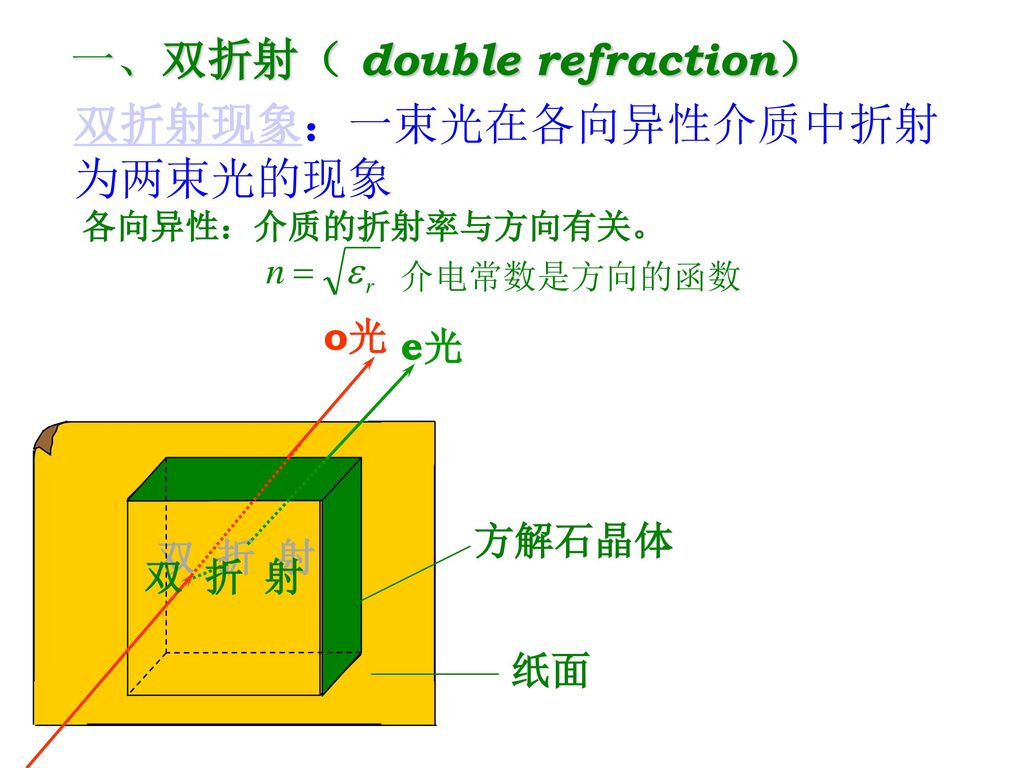 一、双折射（ double refraction）
双折射现象：一束光在各向异性介质中折射
为两束光的现象
各向异性：介质的折射率与方向有关。
n = √εr 介电常数是方向的函数
o光 e光
方解石晶体
双 折 射
双 折 射
纸面